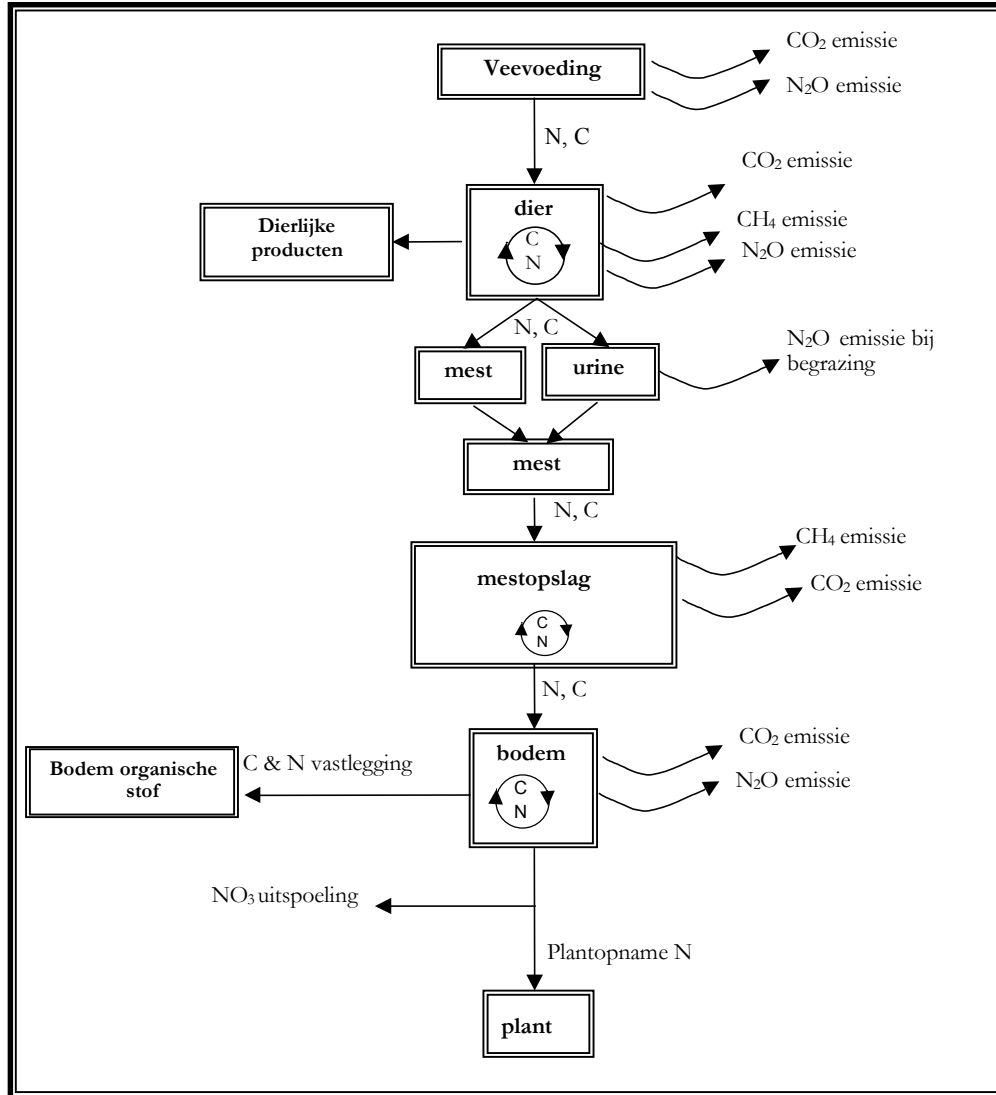 CO₂ emissie
Veevoeding
N₂O emissie
N, C
CO₂ emissie
dier
Dierlijke
producten
CH₄ emissie
C
N
N₂O emissie
N, C
N₂O emissie bij
begrazing
mest
urine
mest
N, C
CH₄ emissie
mestopslag
CO₂ emissie
C
N
N, C
CO₂ emissie
bodem
C & N vastlegging
Bodem organische
stof
N₂O emissie
C
N
NO₃ uitspoeling
Plantopname N
plant